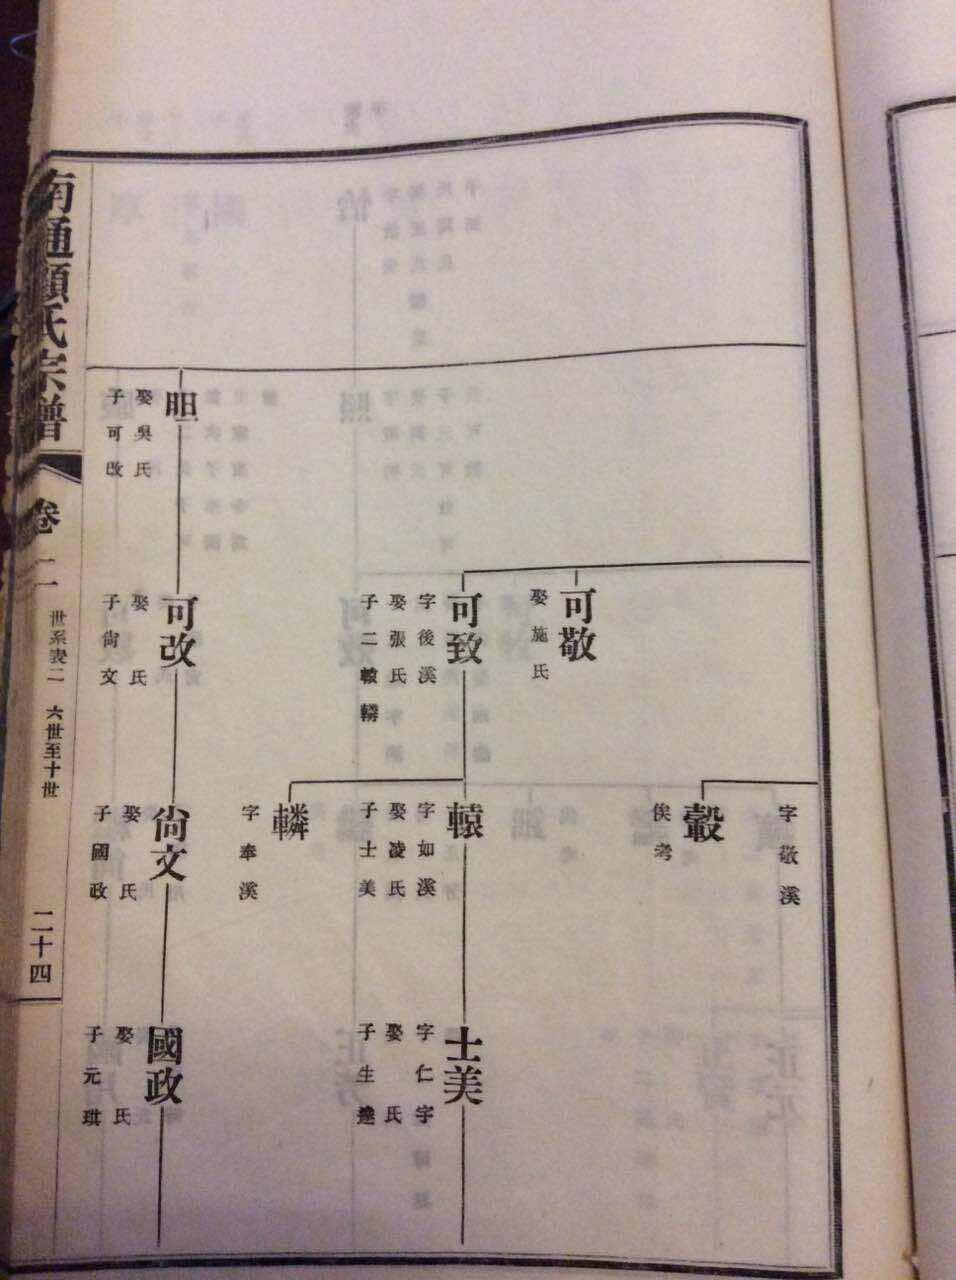 字敬溪
轂
俟考
可敬
娶施氏
可致
字後溪
娶張氏
子二轅轔
轅
字如溪
娶凌氏
子士美
士美
字仁宇
娶 氏
子生逵
轔
字奉溪
娶吳氏
子可改
可改
娶 氏
子尙文
尙文
娶 氏
子國政
國政
娶 氏
子元琪
南通顧氏宗譜
卷二
世系表二 六世至十世
二十四